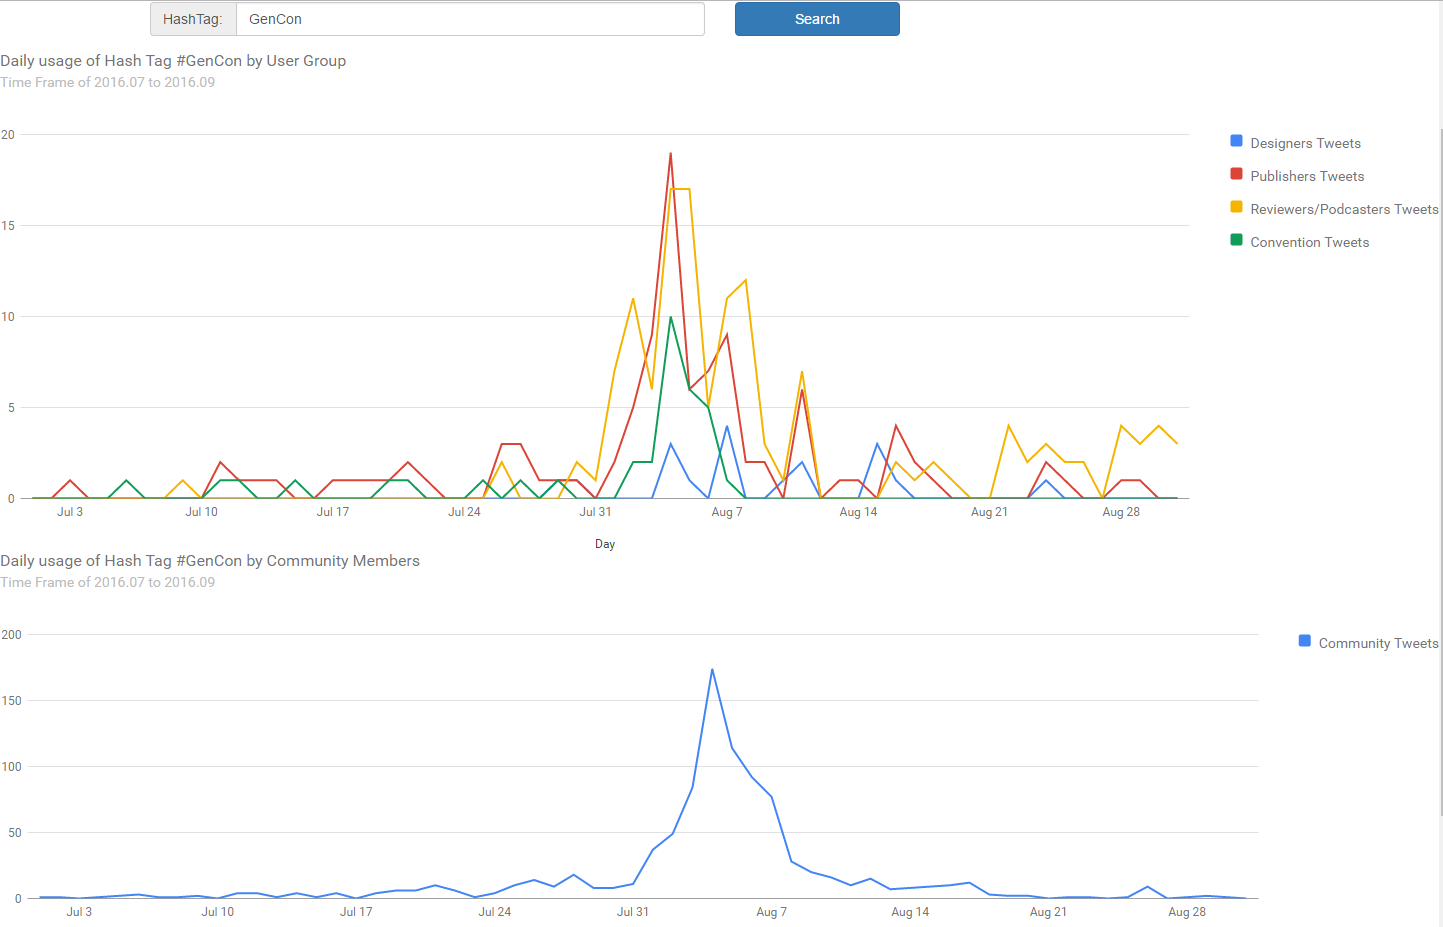 HashTag: GenCon Search
Daily usage of Hash Tag #GenCon by User Group
Time Frame of 2016.07 to 2016.09
20
15
10
5
0
Jul 3 Jul 10 Jul 17 Jul 24 Jul 31 Aug 7 Aug 14 Aug 21 Aug 28
Day
Designers Tweets
Publishers Tweets
Reviewers/Podcasters Tweets
Convention Tweets
Daily usage of Hash Tag #GenCon by Community Members
Time Frame of 2016.07 to 2016.09
200
150
100
50
0
Jul 3 Jul 10 Jul 17 Jul 24 Jul 31 Aug 7 Aug 14 Aug 21 Aug 28
Community Tweets